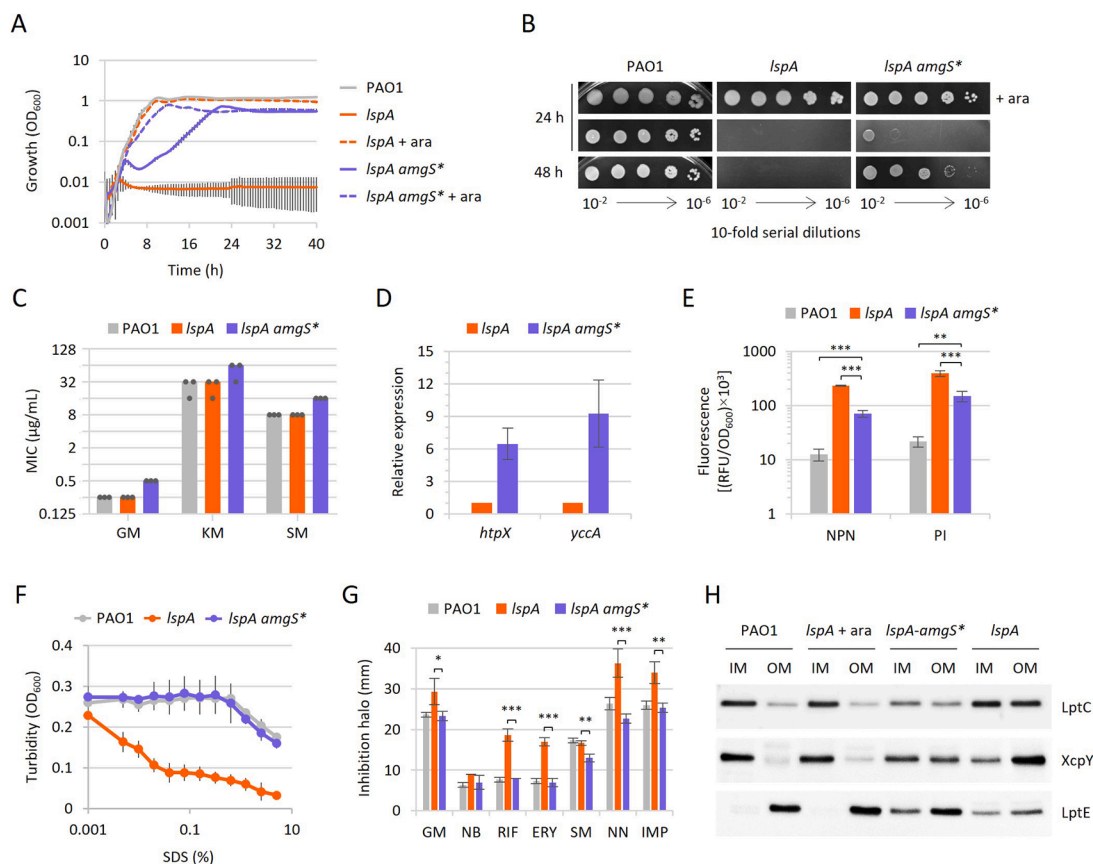 A
Growth (OD600)
10
1
0.1
0.01
0.001
0 8 16 24 32 40
Time (h)
PAO1
lspA
lspA + ara
lspA amgS*
lspA amgS* + ara
B
PAO1 lspA lspA amgS*
24 h
+ ara
48 h
10-2 10-6 10-2 10-6 10-2 10-6
10-fold serial dilutions
C
PAO1 lspA lspA amgS*
MIC (µg/mL)
128
32
8
2
0.5
0.125
GM KM SM
D
lspA lspA amgS*
Relative expression
15
12
9
6
3
0
htpX yccA
E
PAO1 lspA lspA amgS*
Fluorescence
[(RFU/OD600)×103]
1000
100
10
1
*** **
*** ***
NPN PI
F
PAO1 lspA lspA amgS*
Turbidity (OD600)
0.4
0.3
0.2
0.1
0
0.001 0.1 10
SDS (%)
G
PAO1 lspA lspA amgS*
Inhibition halo (mm)
40
30
20
10
0
* *** *** ** *** **
GM NB RIF ERY SM NN IMP
H
PAO1 lspA + ara lspA-amgS* lspA
IM OM IM OM IM OM IM OM
LptC
XcpY
LptE